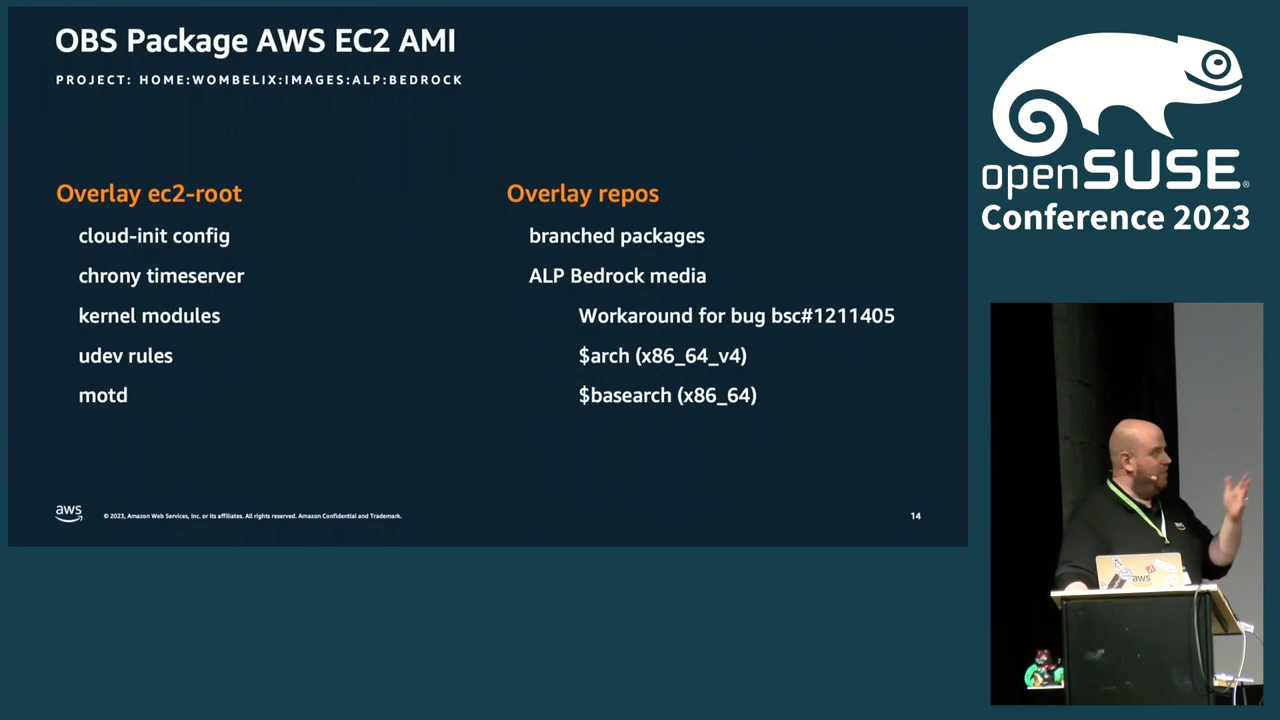 OBS Package AWS EC2 AMI
PROJECT: HOME:WOMBELIX:IMAGES:ALP:BEDROCK
Overlay ec2-root
cloud-init config
chrony timeserver
kernel modules
udev rules
motd
Overlay repos
branched packages
ALP Bedrock media
Workaround for bug bsc#1211405
$arch (x86_64_v4)
$basearch (x86_64)
aws
© 2023, Amazon Web Services, Inc. or its affiliates. All rights reserved. Amazon Confidential and Trademark.
14
openSUSE®
Conference 2023
aws
aws